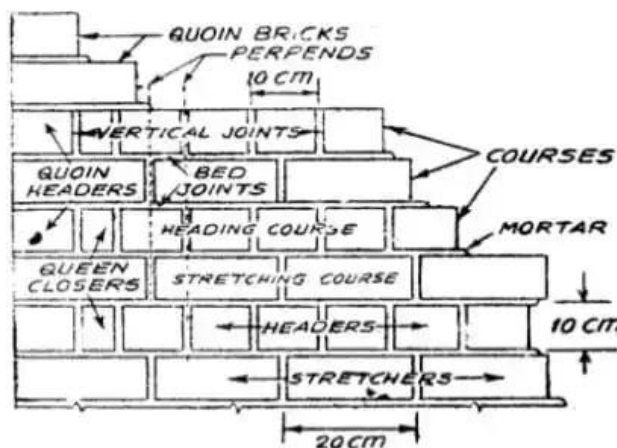 QUOIN BRICKS
PERPENDS
10 CM
VERTICAL JOINTS
COURSES
QUOIN
HEADERS
BED
JOINTS
HEADING COURSE
MORTAR
QUEEN
CLOSERS
STRETCHING COURSE
HEADERS
10 CM.
STRETCHERS
20 CM